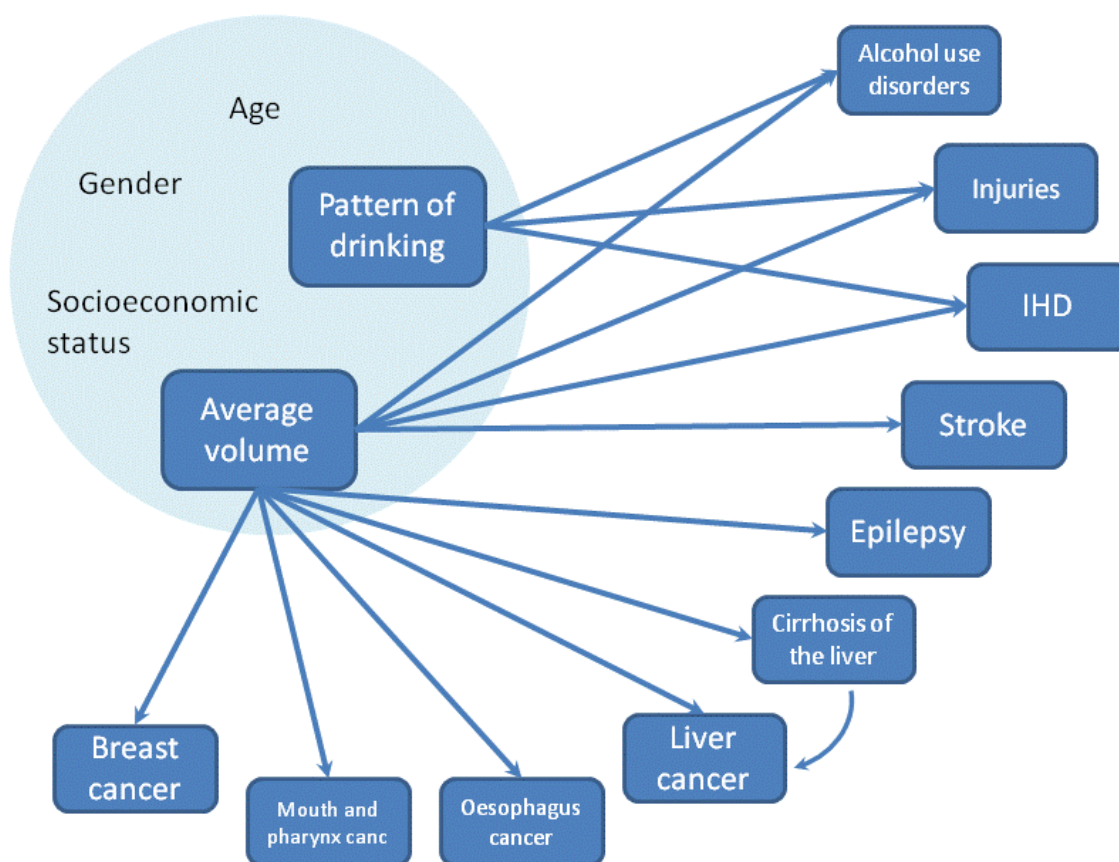 Age
Gender
Pattern of
drinking
Socioeconomic
status
Average
volume
Alcohol use
disorders
Injuries
IHD
Stroke
Epilepsy
Cirrhosis of
the liver
Liver
cancer
Oesophagus
cancer
Mouth and
pharynx canc
Breast
cancer